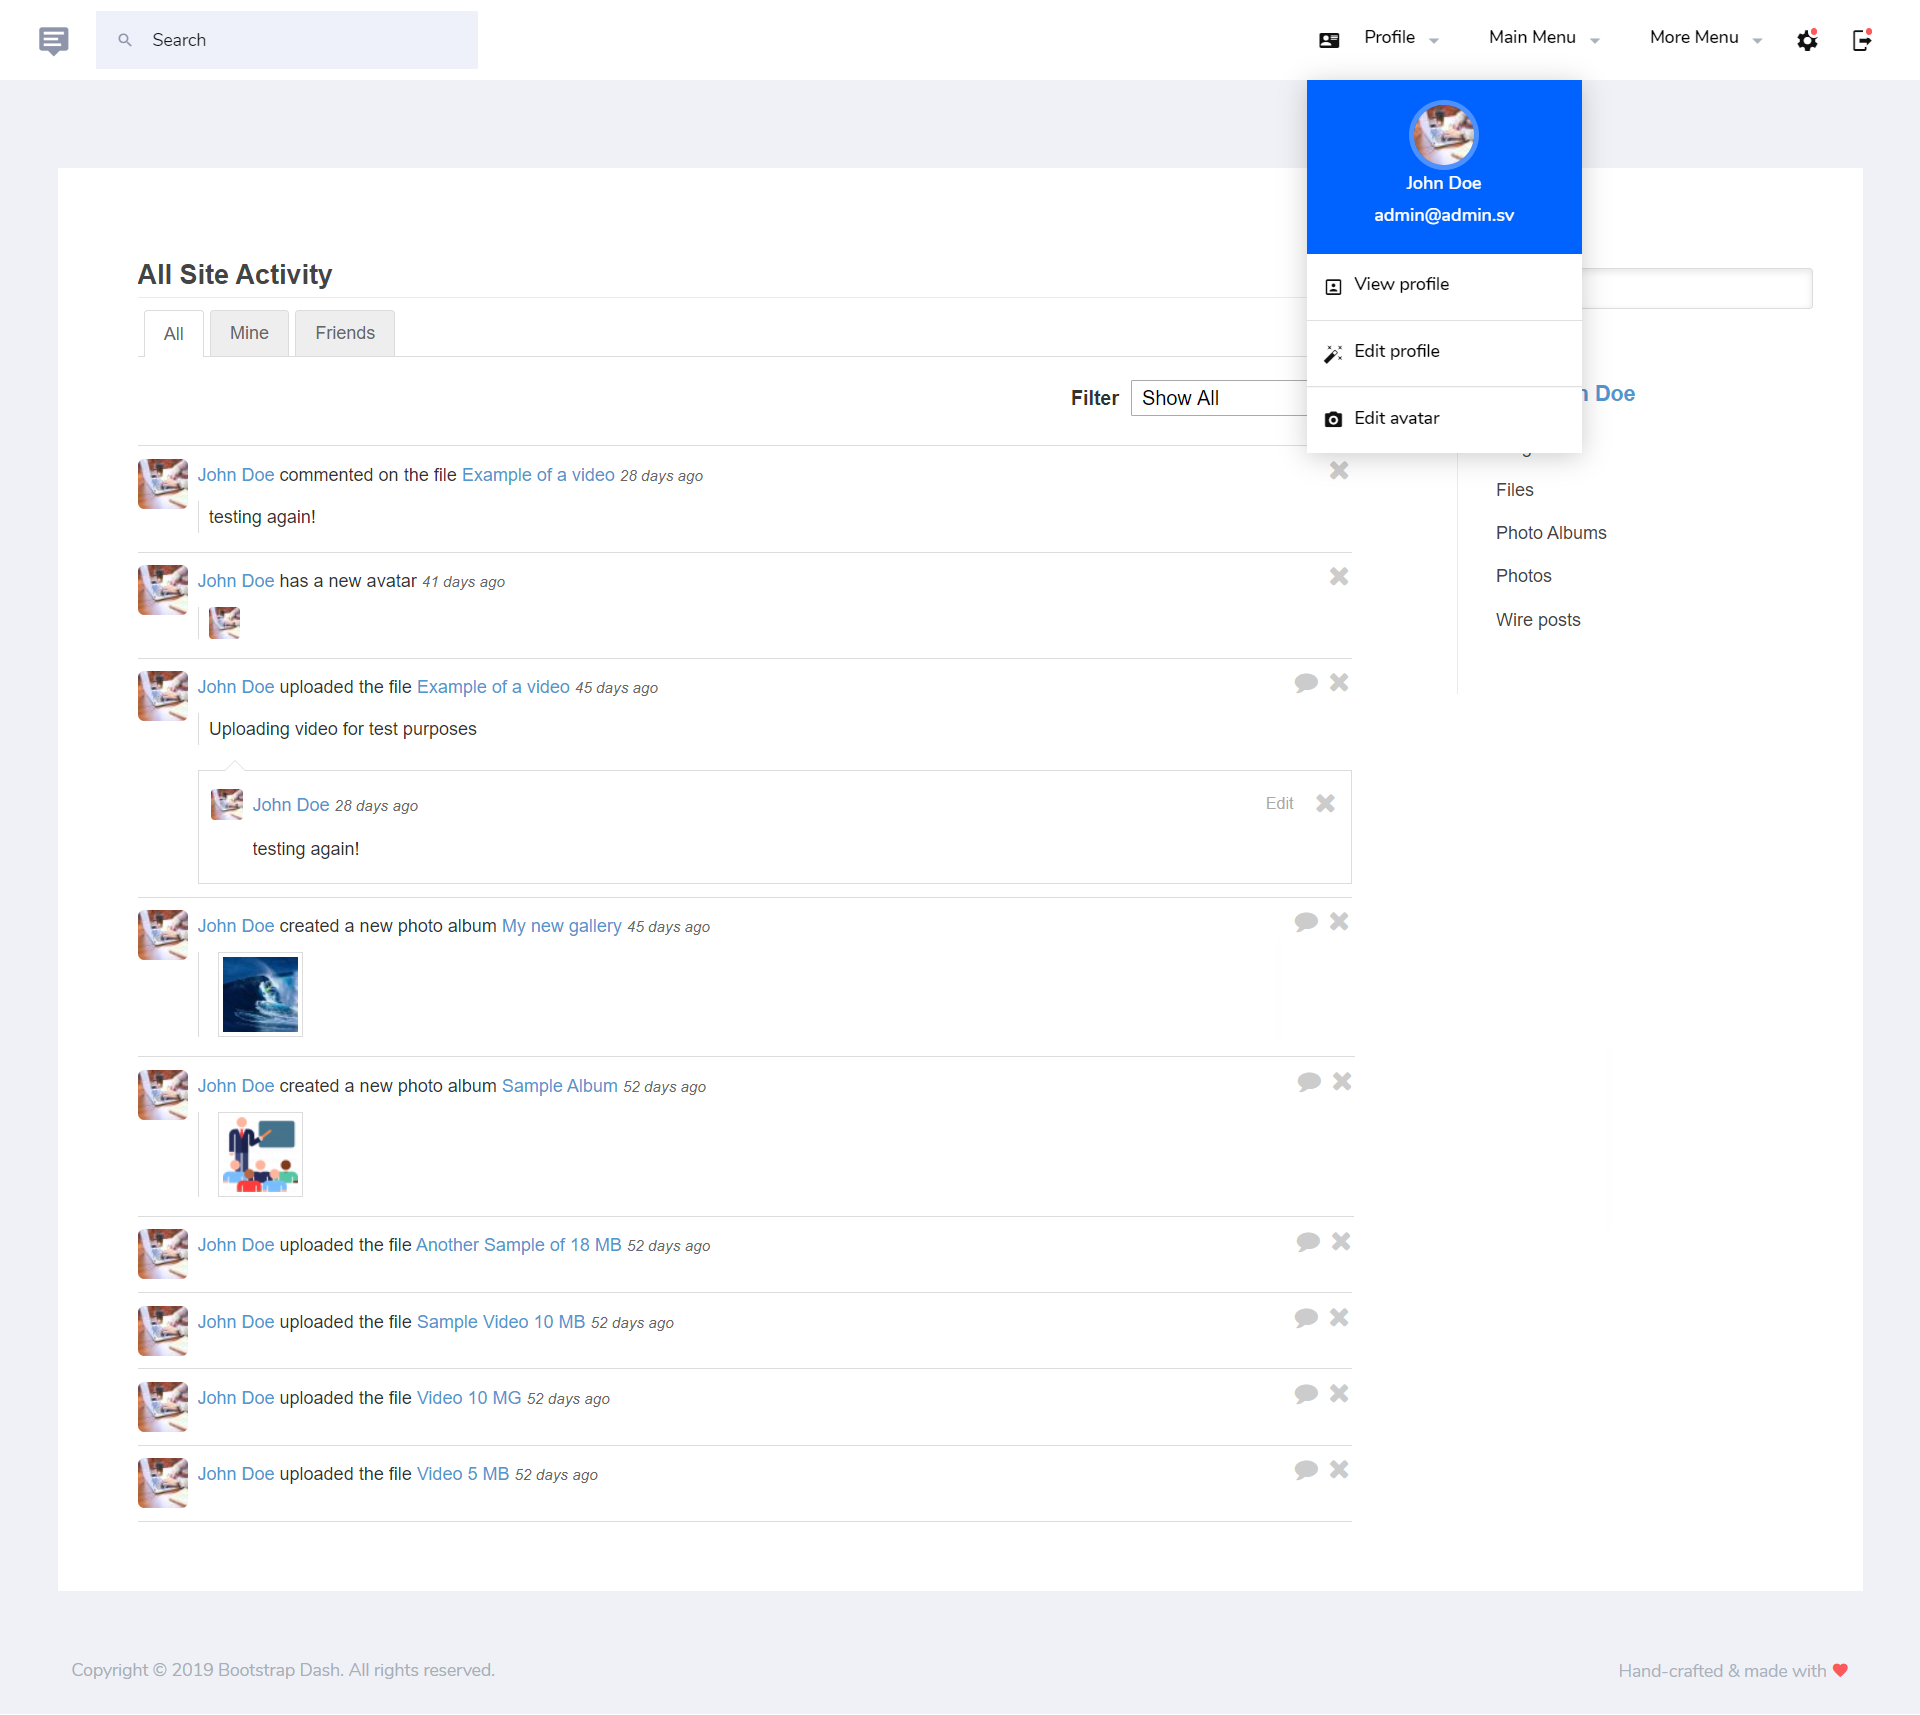 Search
Profile
Main Menu
More Menu
John Doe
admin@admin.sv
View profile
Edit profile
Edit avatar
All Site Activity
All
Mine
Friends
Filter
Show All
Doe
Files
Photo Albums
Photos
Wire posts
John Doe commented on the file Example of a video 28 days ago
testing again!
John Doe has a new avatar 41 days ago
John Doe uploaded the file Example of a video 45 days ago
Uploading video for test purposes
John Doe 28 days ago
Edit
testing again!
John Doe created a new photo album My new gallery 45 days ago
John Doe created a new photo album Sample Album 52 days ago
John Doe uploaded the file Another Sample of 18 MB 52 days ago
John Doe uploaded the file Sample Video 10 MB 52 days ago
John Doe uploaded the file Video 10 MG 52 days ago
John Doe uploaded the file Video 5 MB 52 days ago
Copyright © 2019 Bootstrap Dash. All rights reserved.
Hand-crafted & made with